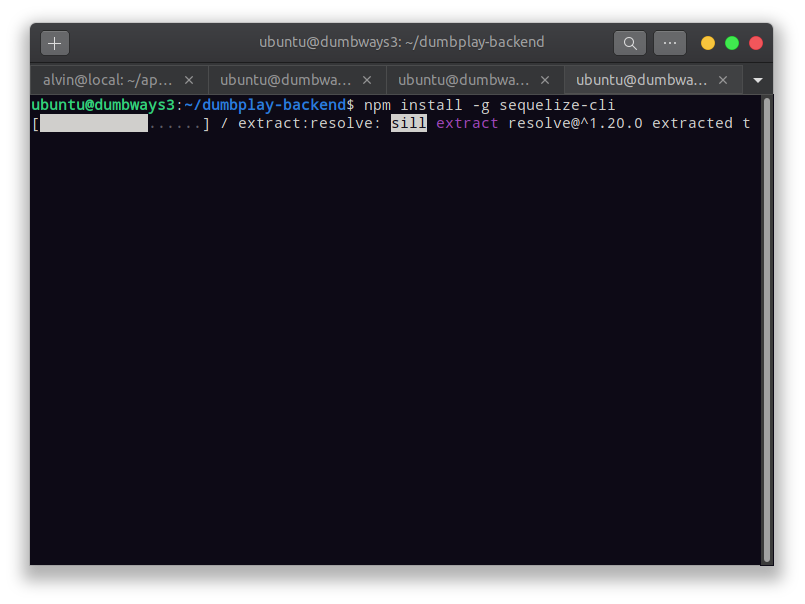 ubuntu@dumbways3: ~/dumbplay-backend
alvin@local: ~/ap... × ubuntu@dumbwa... × ubuntu@dumbwa... × ubuntu@dumbwa... ×
ubuntu@dumbways3:~/dumbplay-backend$ npm install -g sequelize-cli
[ ......] / extract:resolve: sill extract resolve@^1.20.0 extracted t